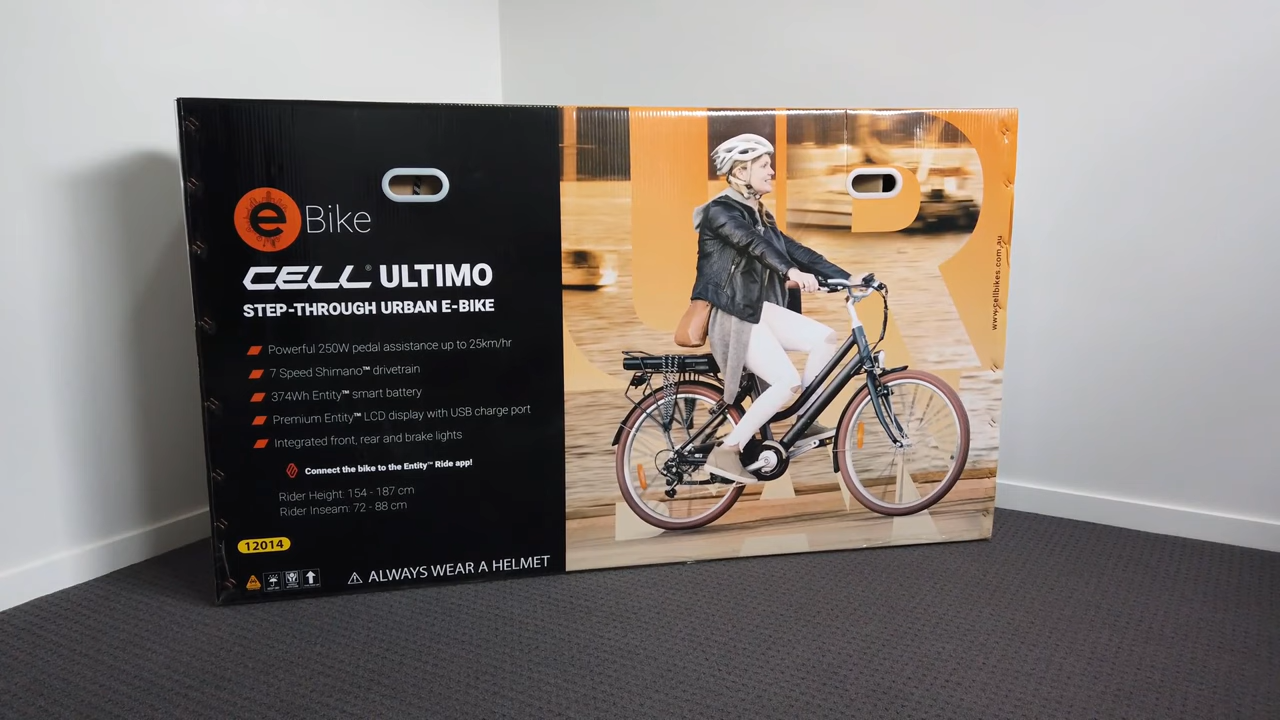 e Bike
CELL® ULTIMO
STEP-THROUGH URBAN E-BIKE
Powerful 250W pedal assistance up to 25km/hr
7 Speed Shimano™ drivetrain
374Wh Entity™ smart battery
Premium Entity™ LCD display with USB charge port
Integrated front, rear and brake lights
Connect the bike to the Entity™ Ride app!
Rider Height: 154 - 187 cm
Rider Inseam: 72 - 88 cm
12014
ALWAYS WEAR A HELMET
UR
www.cellbikes.com.au